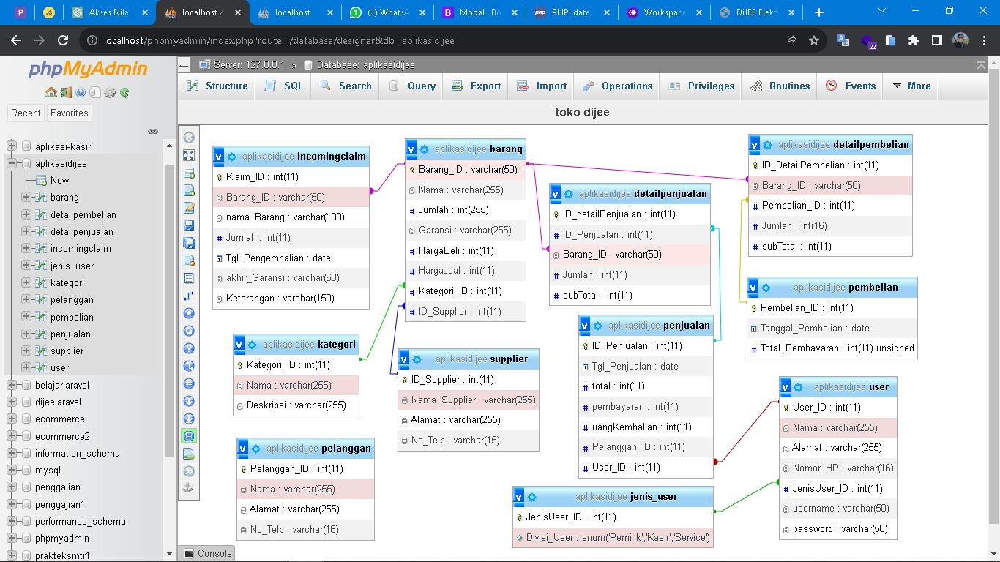 Akses Nilai
localhost /
localhost
(1) WhatsA
Modal · Bo
PHP: date
Workspace
DiJEE Elekt
localhost/phpmyadmin/index.php?route=/database/designer&db=aplikasidijee
22
phpMyAdmin
Recent Favorites
aplikasi-kasir
aplikasidijee
New
barang
detailpembelian
detailpenjualan
incomingclaim
jenis_user
kategori
pelanggan
pembelian
penjualan
supplier
user
belajarlaravel
dijeelaravel
ecommerce
ecommerce2
information_schema
mysql
penggajian
penggajian1
performance_schema
phpmyadmin
prakteksmtr1
Server: 127.0.0.1 » Database: aplikasidijee
Structure SQL Search Query Export Import Operations Privileges Routines Events More
toko dijee
aplikasidijee incomingclaim
Klaim_ID : int(11)
Barang_ID : varchar(50)
nama_Barang : varchar(100)
Jumlah : int(11)
Tgl_Pengembalian : date
akhir_Garansi : varchar(60)
Keterangan : varchar(150)
aplikasidijee barang
Barang_ID : varchar(50)
Nama : varchar(255)
Jumlah : int(255)
Garansi : varchar(255)
HargaBeli : int(11)
HargaJual : int(11)
Kategori_ID : int(11)
ID_Supplier : int(11)
aplikasidijee detailpenjualan
ID_detailPenjualan : int(11)
ID_Penjualan : int(11)
Barang_ID : varchar(50)
Jumlah : int(11)
subTotal : int(11)
aplikasidijee detailpembelian
ID_DetailPembelian : int(11)
Barang_ID : varchar(50)
Pembelian_ID : int(11)
Jumlah : int(16)
subTotal : int(11)
aplikasidijee pembelian
Pembelian_ID : int(11)
Tanggal_Pembelian : date
Total_Pembayaran : int(11) unsigned
aplikasidijee kategori
Kategori_ID : int(11)
Nama : varchar(255)
Deskripsi : varchar(255)
aplikasidijee supplier
ID_Supplier : int(11)
Nama_Supplier : varchar(255)
Alamat : varchar(255)
No_Telp : varchar(15)
aplikasidijee penjualan
ID_Penjualan : int(11)
Tgl_Penjualan : date
total : int(11)
pembayaran : int(11)
uangKembalian : int(11)
Pelanggan_ID : int(11)
User_ID : int(11)
aplikasidijee user
User_ID : int(11)
Nama : varchar(255)
Alamat : varchar(255)
Nomor_HP : varchar(16)
JenisUser_ID : int(11)
username : varchar(50)
password : varchar(50)
aplikasidijee pelanggan
Pelanggan_ID : int(11)
Nama : varchar(255)
Alamat : varchar(255)
No_Telp : varchar(16)
aplikasidijee jenis_user
JenisUser_ID : int(11)
Divisi_User : enum('Pemilik','Kasir','Service')
Console